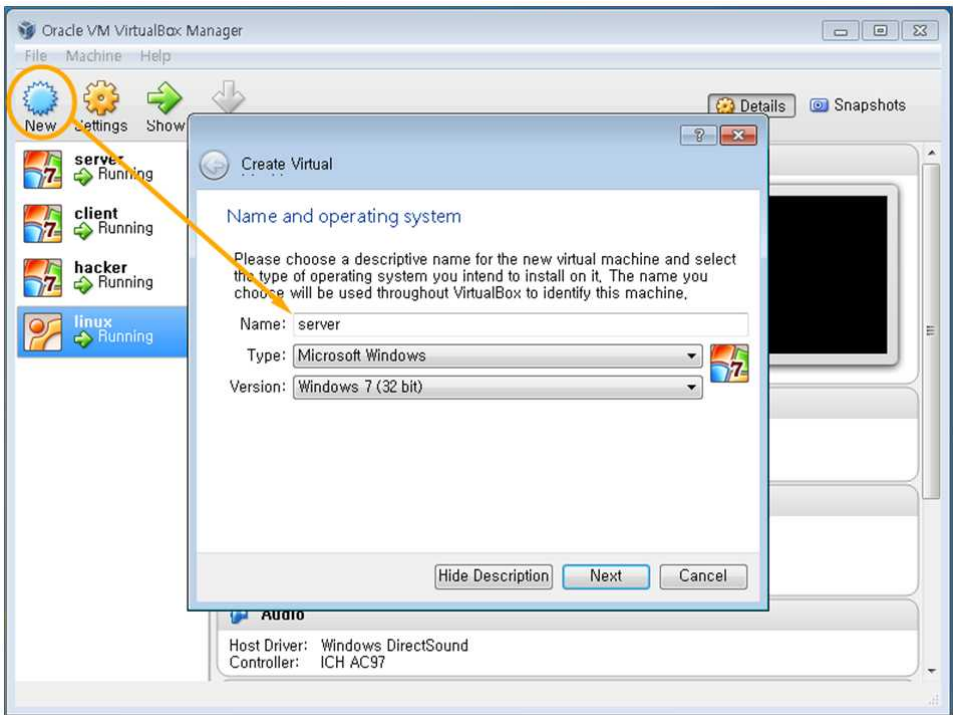 Oracle VM VirtualBox Manager
File Machine Help
New Settings Show
Details Snapshots
server
Running
client
Running
hacker
Running
linux
Running
Create Virtual
Name and operating system
Please choose a descriptive name for the new virtual machine and select
the type of operating system you intend to install on it. The name you
choose will be used throughout VirtualBox to identify this machine.
Name: server
Type: Microsoft Windows
Version: Windows 7 (32 bit)
Hide Description Next Cancel
Audio
Host Driver: Windows DirectSound
Controller: ICH AC97